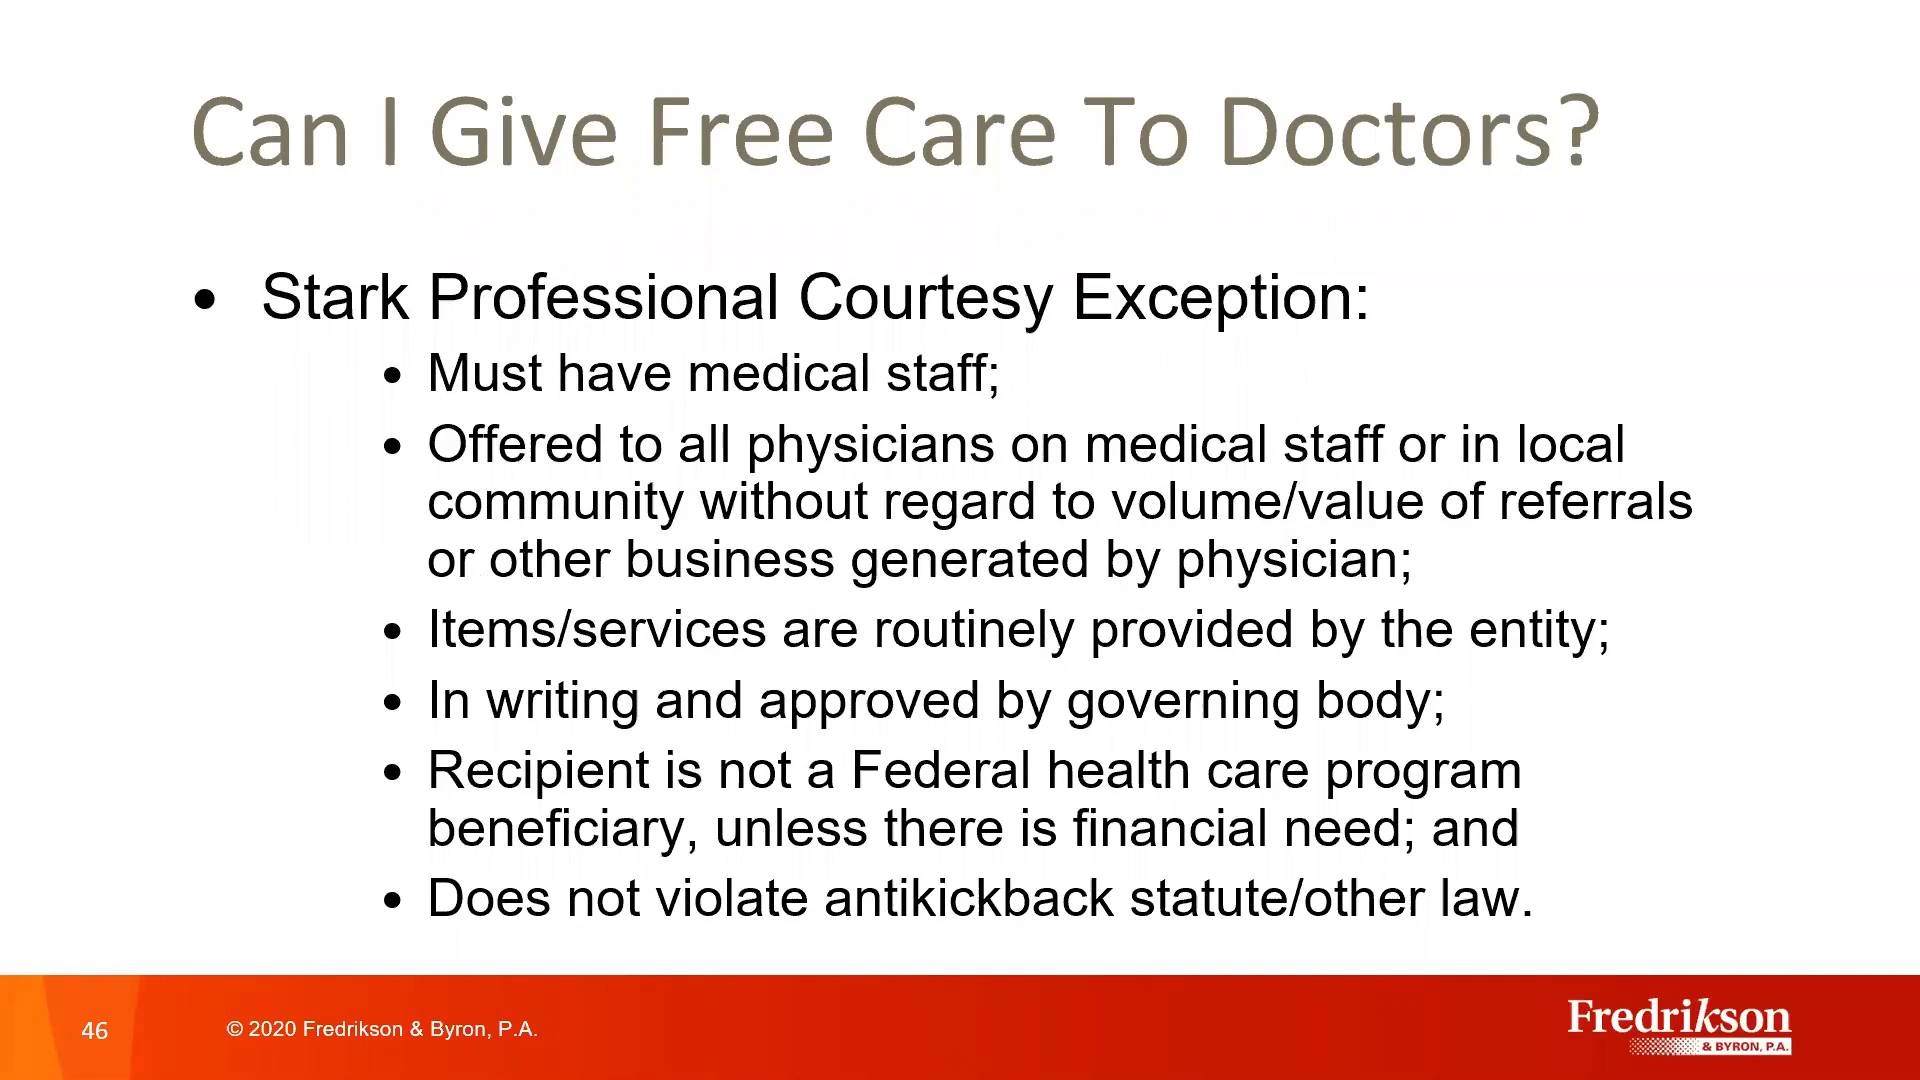 Can I Give Free Care To Doctors?
• Stark Professional Courtesy Exception:
• Must have medical staff;
• Offered to all physicians on medical staff or in local
community without regard to volume/value of referrals
or other business generated by physician;
• Items/services are routinely provided by the entity;
• In writing and approved by governing body;
• Recipient is not a Federal health care program
beneficiary, unless there is financial need; and
• Does not violate antikickback statute/other law.
46
© 2020 Fredrikson & Byron, P.A.
Fredrikson
& BYRON, P.A.